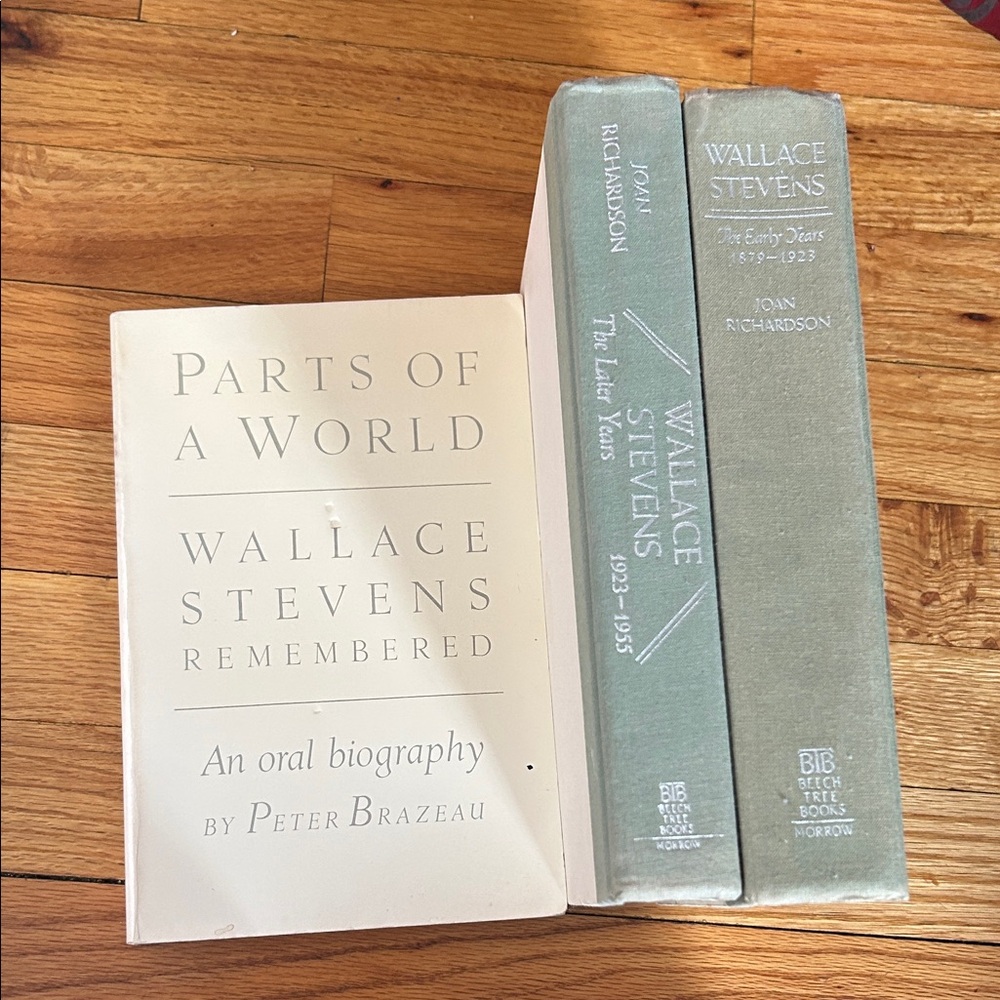 PARTS OF
A WORLD
WALLACE
STEVENS
REMEMBERED
An oral biography
BY PETER BRAZEAU
JOAN
RICHARDSON
WALLACE
STEVENS
The Later Years
1923–1955
BTB
BEECH
TREE
BOOKS
MORROW
WALLACE
STEVENS
The Early Years
1879–1923
JOAN
RICHARDSON
BTB
BEECH
TREE
BOOKS
MORROW